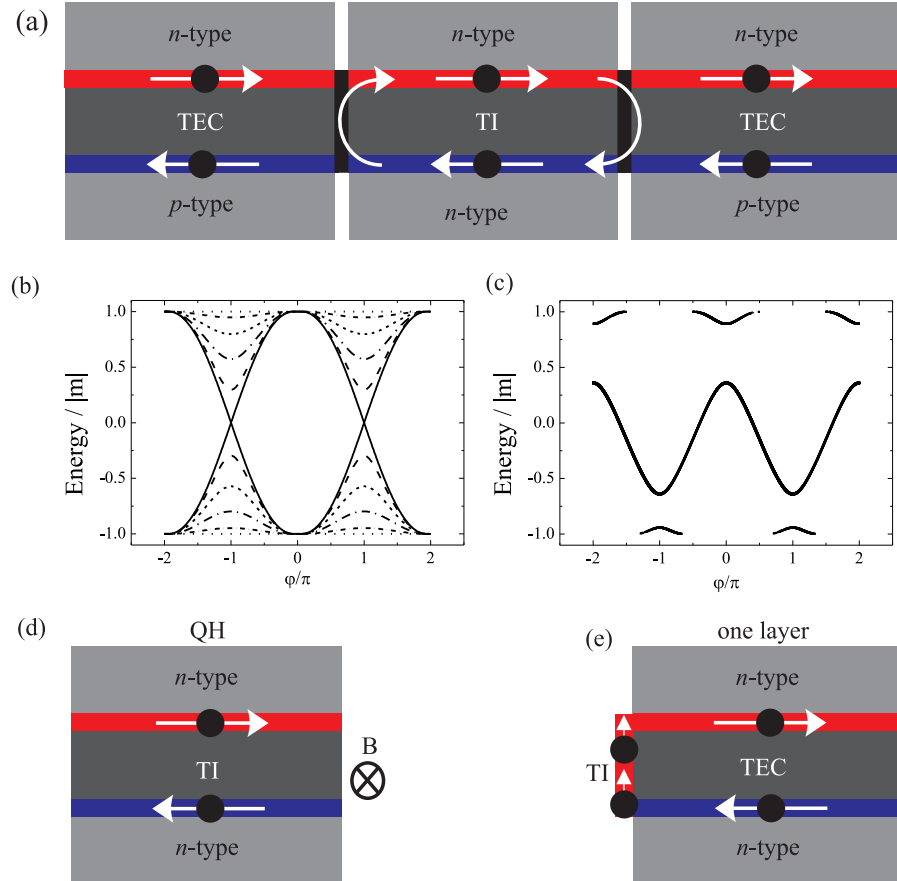 (a)
n-type n-type n-type
TEC TI TEC
p-type n-type p-type
(b)
Energy / |m|
1.0
0.5
0.0
-0.5
-1.0
-2 -1 0 1 2
φ/π
(c)
Energy / |m|
1.0
0.5
0.0
-0.5
-1.0
-2 -1 0 1 2
φ/π
(d)
QH
n-type
TI
n-type
B
(e)
one layer
n-type
TI TEC
n-type